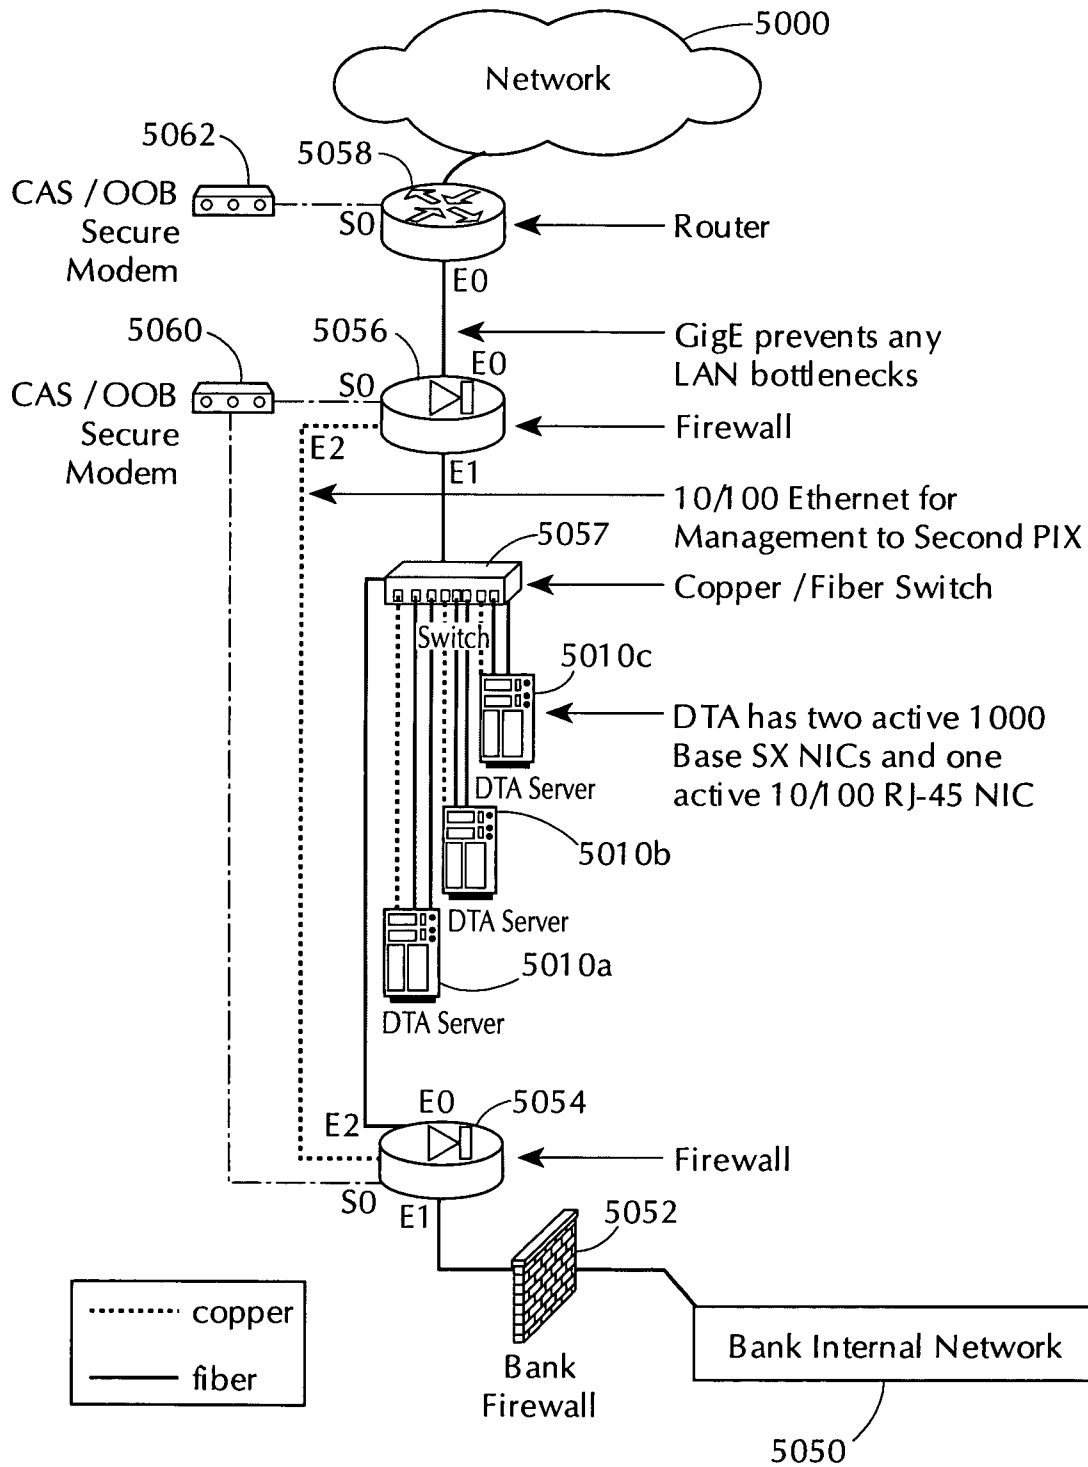 5000
Network
5062
5058
CAS / OOB
Secure
Modem
S0
Router
E0
5060
5056
GigE prevents any
LAN bottlenecks
E0
S0
CAS / OOB
Secure
Modem
E2
Firewall
E1
10/100 Ethernet for
Management to Second PIX
5057
Copper / Fiber Switch
Switch
5010c
DTA has two active 1000
Base SX NICs and one
active 10/100 RJ-45 NIC
DTA Server
5010b
DTA Server
5010a
DTA Server
E0
5054
E2
Firewall
S0
E1
5052
copper
fiber
Bank
Firewall
Bank Internal Network
5050